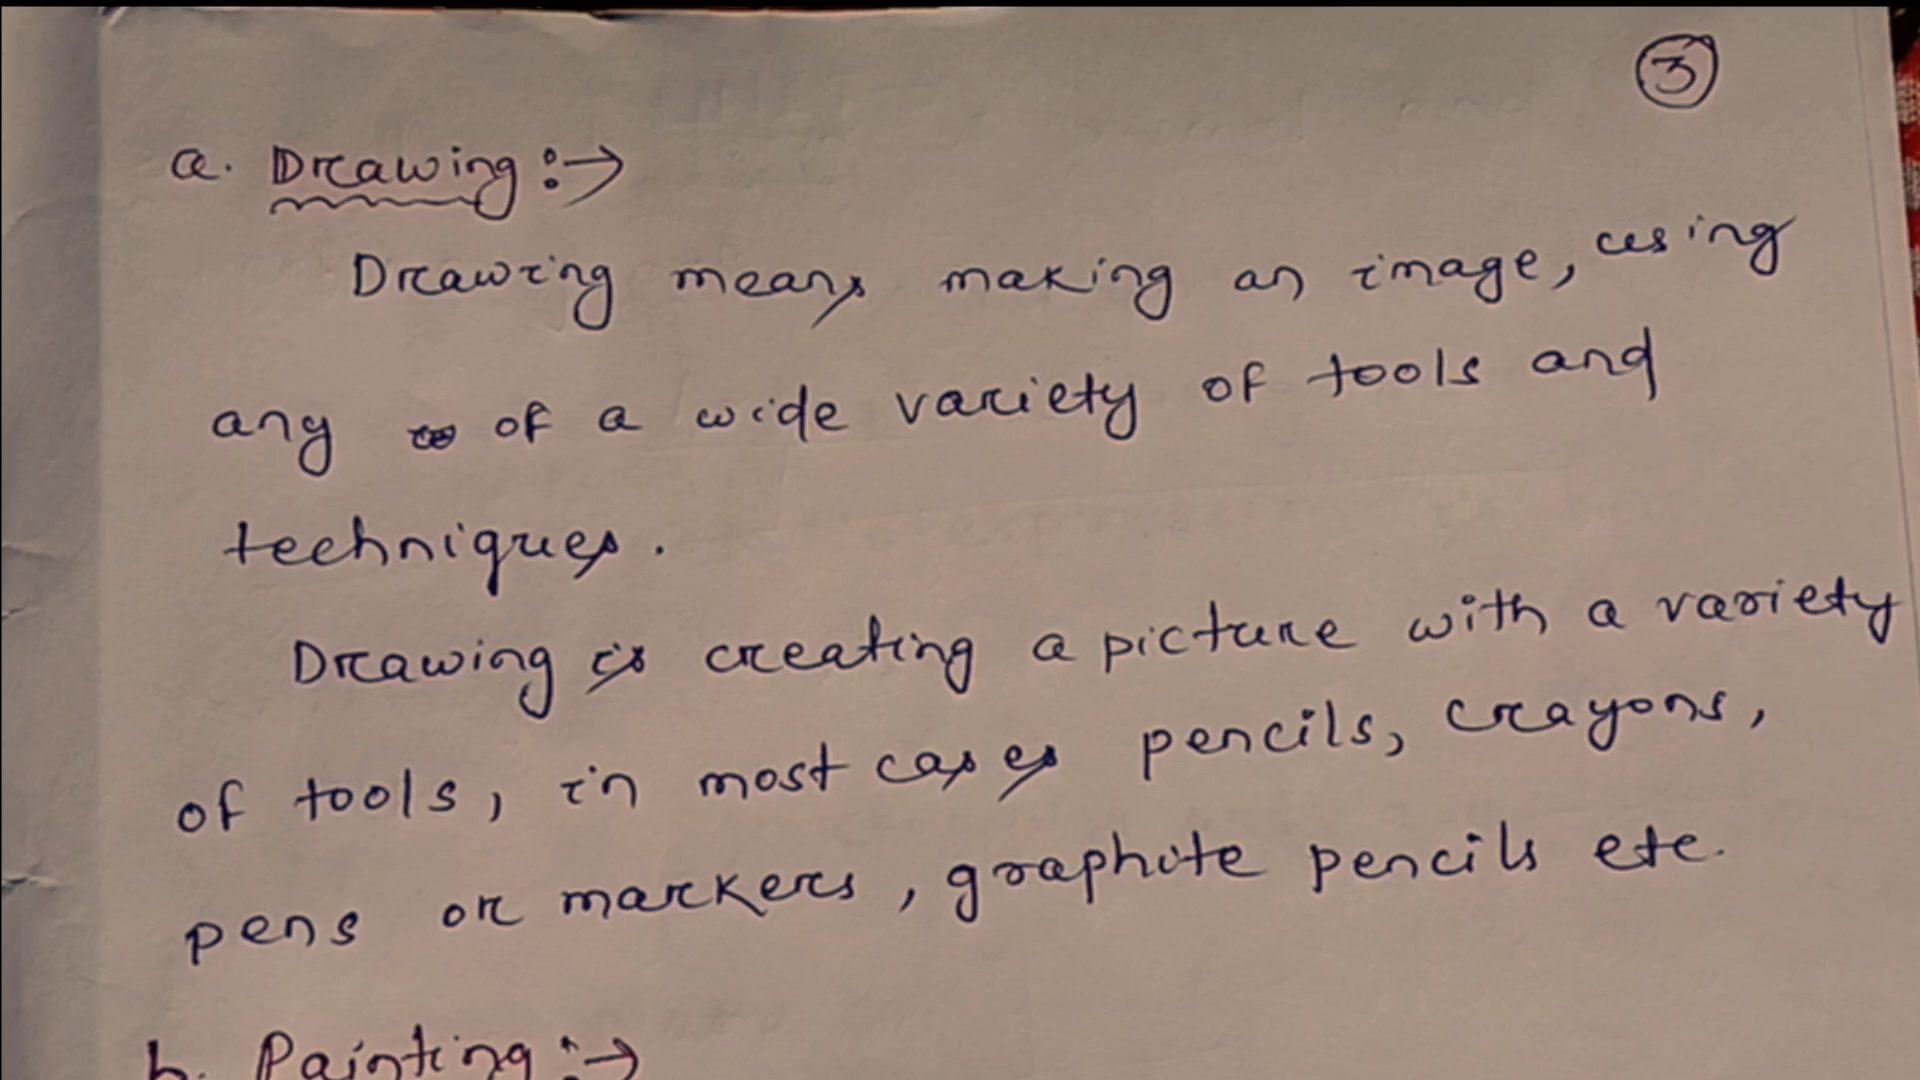 3
a. Drawing :→
Drawing means making an image, using
any of a wide variety of tools and
techniques.
Drawing is creating a picture with a variety
of tools, in most cases pencils, crayons,
pens or markers, graphite pencils etc.
b. Painting :→